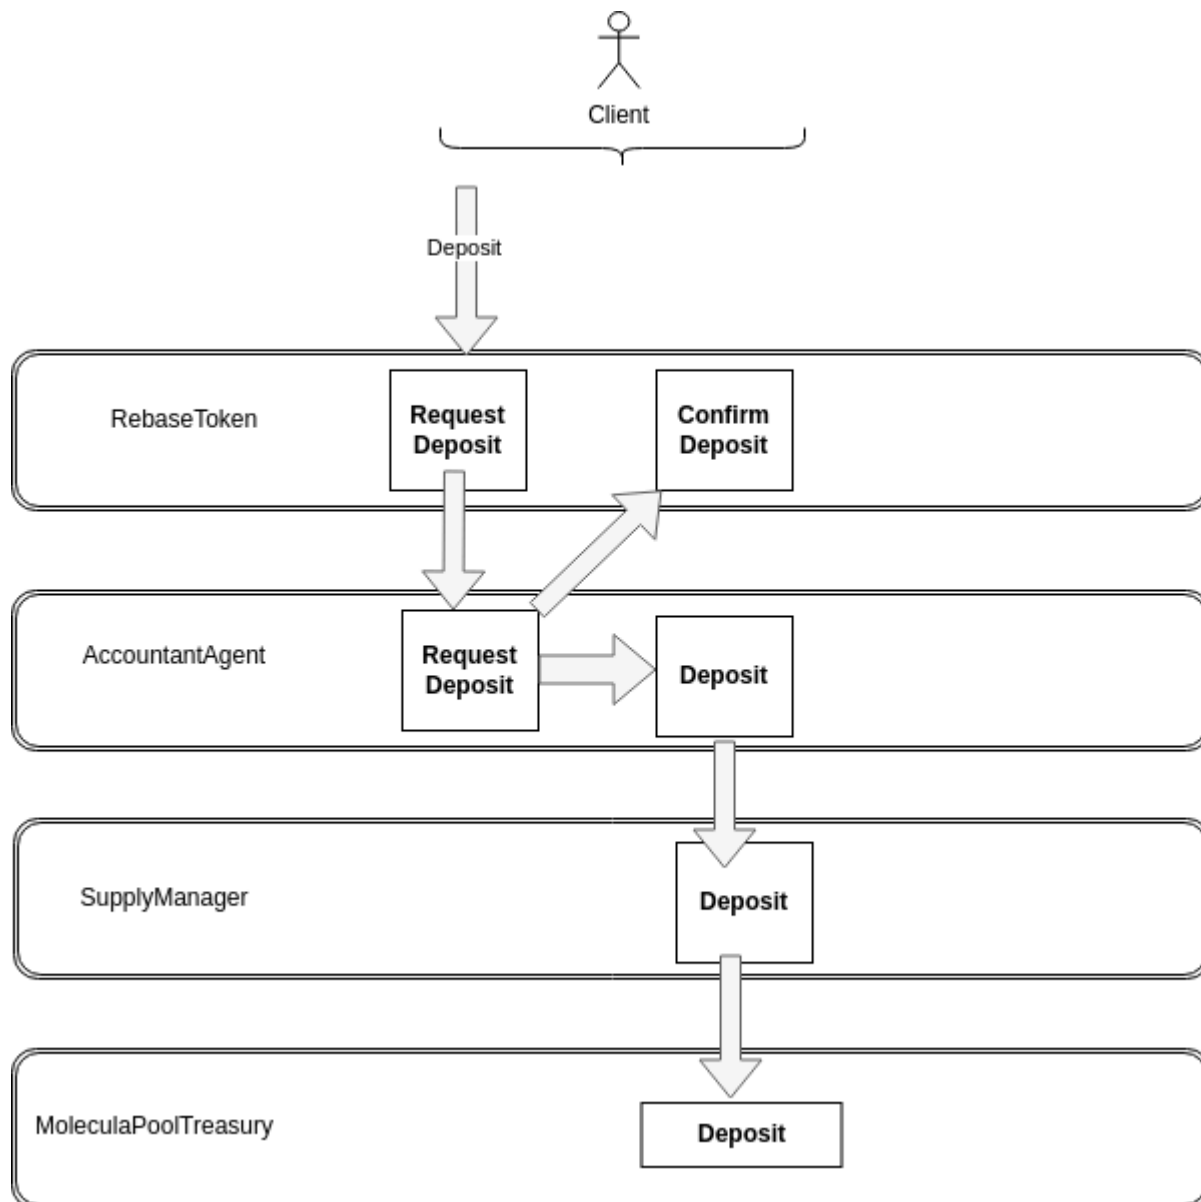 Client
Deposit
RebaseToken
Request
Deposit
Confirm
Deposit
AccountantAgent
Request
Deposit
Deposit
SupplyManager
Deposit
MoleculaPoolTreasury
Deposit